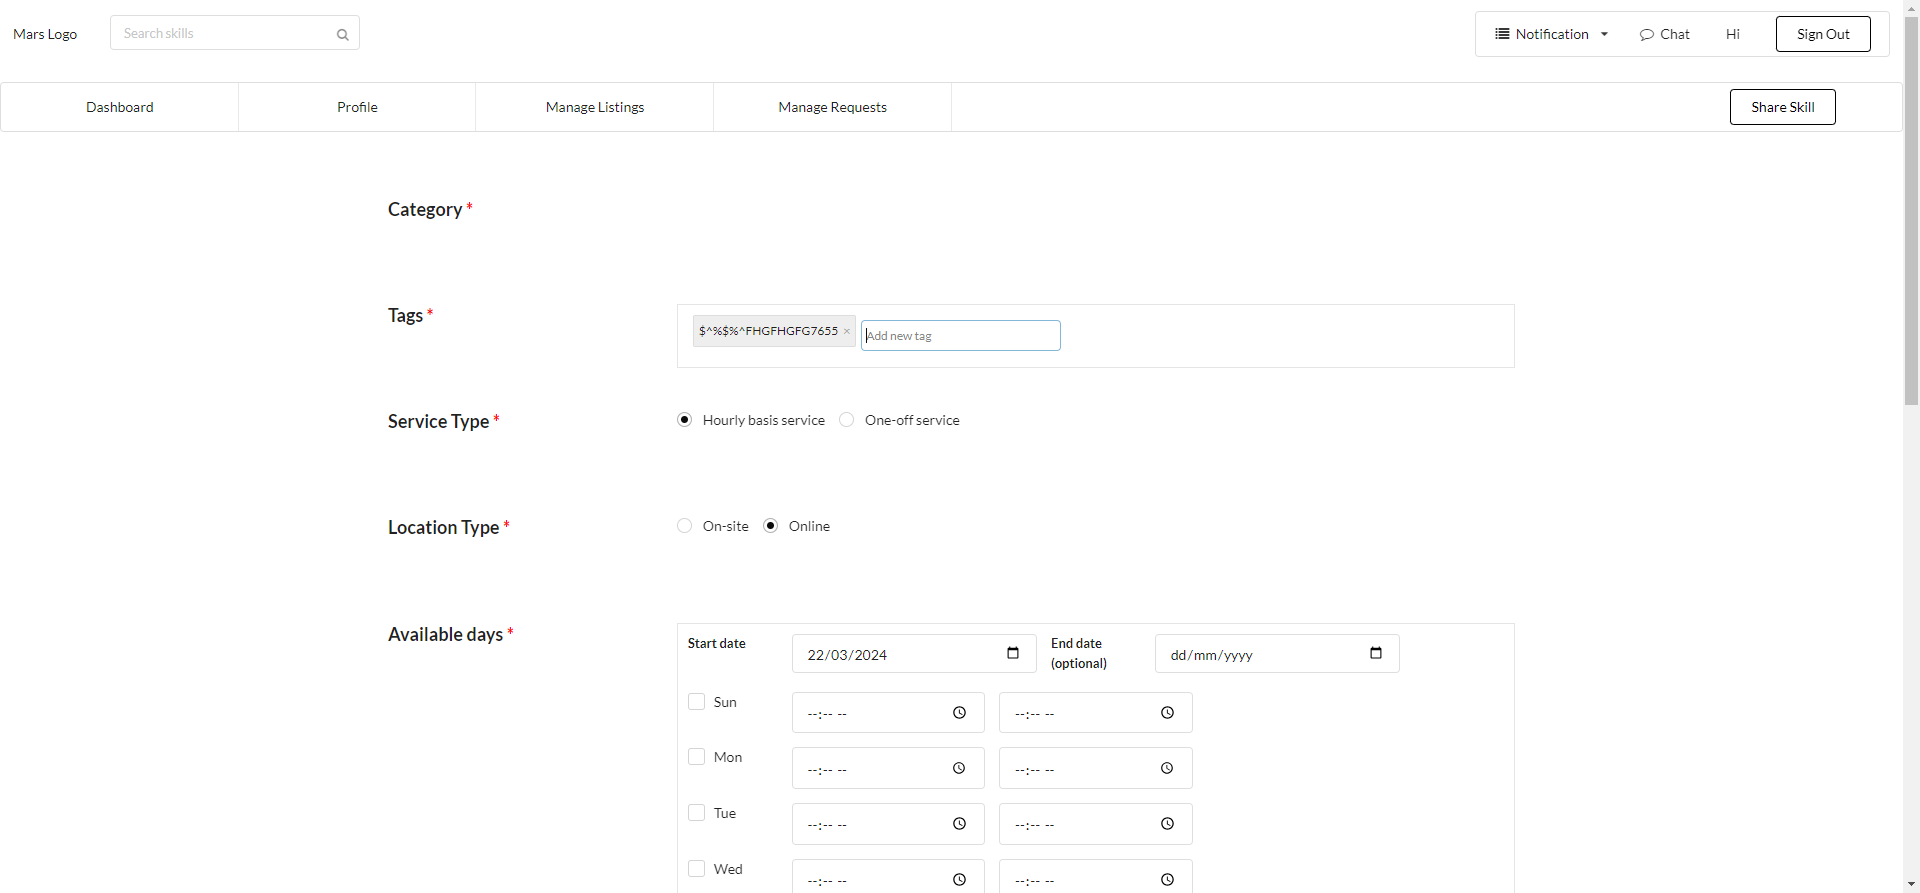 Mars Logo
Search skills
Notification
Chat
Hi
Sign Out
Dashboard
Profile
Manage Listings
Manage Requests
Share Skill
Category *
Tags *
$^%$%^FHGFHGFG7655 ×
Add new tag
Service Type *
Hourly basis service
One-off service
Location Type *
On-site
Online
Available days *
Start date
22/03/2024
End date
(optional)
dd/mm/yyyy
Sun
--:-- --
--:-- --
Mon
--:-- --
--:-- --
Tue
--:-- --
--:-- --
Wed
--:-- --
--:-- --